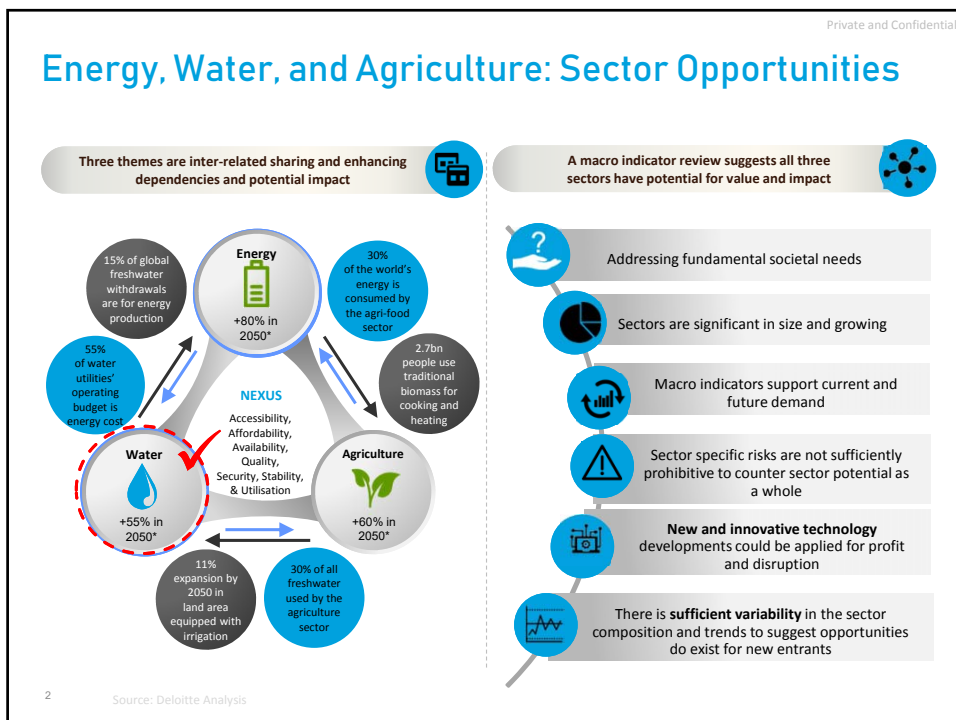 Private and Confidential
Energy, Water, and Agriculture: Sector Opportunities
Three themes are inter-related sharing and enhancing
dependencies and potential impact
A macro indicator review suggests all three
sectors have potential for value and impact
15% of global
freshwater
withdrawals
are for energy
production
Energy
+80% in
2050*
30%
of the world's
energy is
consumed by
the agri-food
sector
55%
of water
utilities'
operating
budget is
energy cost
2.7bn
people use
traditional
biomass for
cooking and
heating
NEXUS
Accessibility,
Affordability,
Availability,
Quality,
Security, Stability,
& Utilisation
Water
+55% in
2050*
Agriculture
+60% in
2050*
11%
expansion by
2050 in
land area
equipped with
irrigation
30% of all
freshwater
used by the
agriculture
sector
?
Addressing fundamental societal needs
Sectors are significant in size and growing
Macro indicators support current and
future demand
Sector specific risks are not sufficiently
prohibitive to counter sector potential as
a whole
New and innovative technology
developments could be applied for profit
and disruption
There is sufficient variability in the sector
composition and trends to suggest opportunities
do exist for new entrants
2
Source: Deloitte Analysis